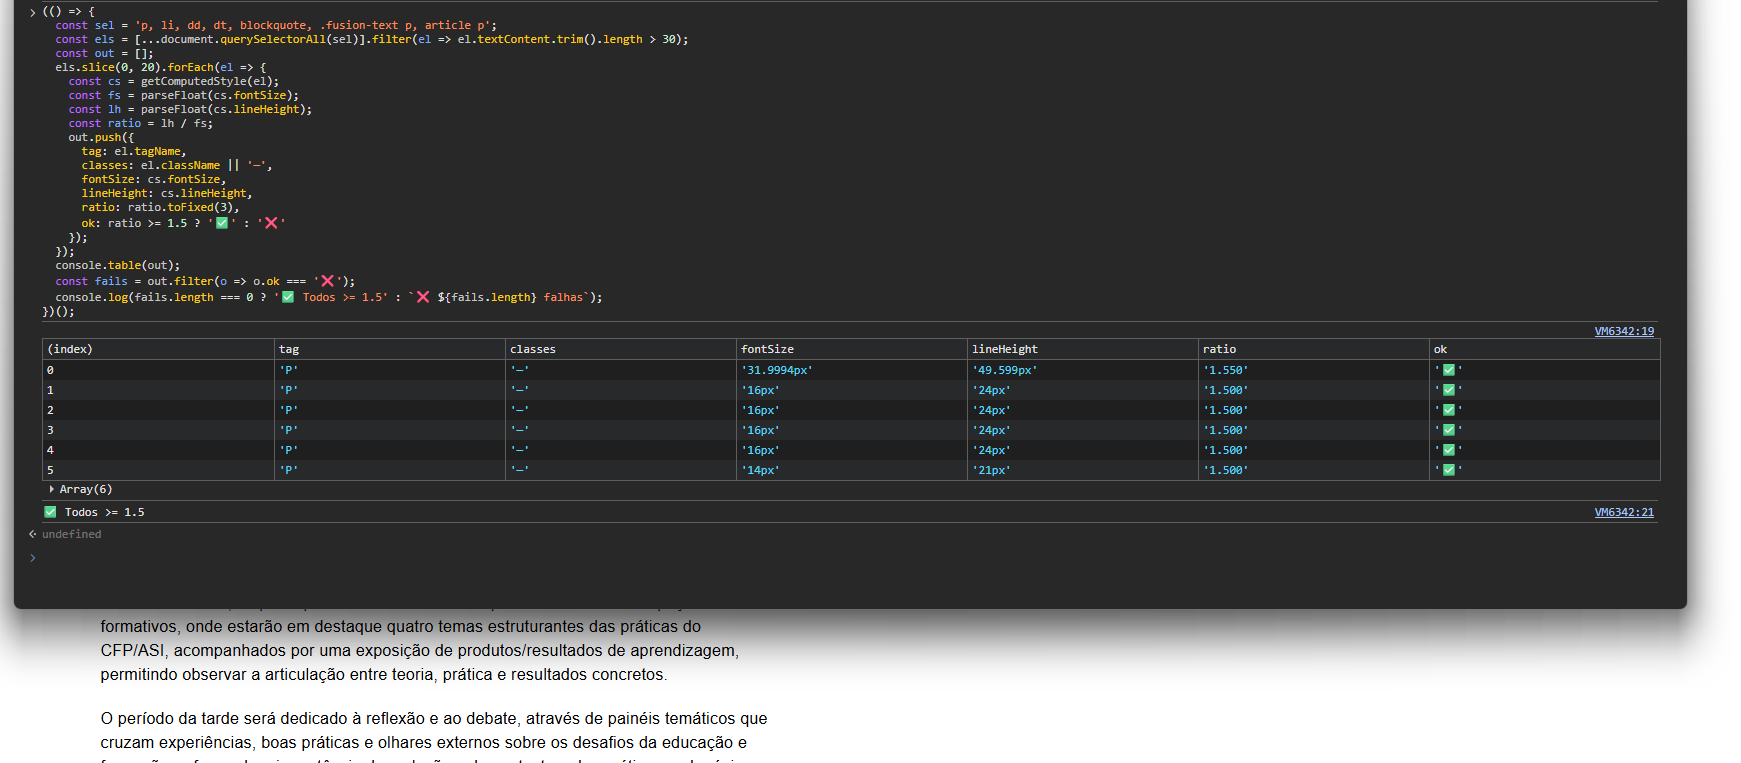 (() => {
const sel = 'p, li, dd, dt, blockquote, .fusion-text p, article p';
const els = [...document.querySelectorAll(sel)].filter(el => el.textContent.trim().length > 30);
const out = [];
els.slice(0, 20).forEach(el => {
const cs = getComputedStyle(el);
const fs = parseFloat(cs.fontSize);
const lh = parseFloat(cs.lineHeight);
const ratio = lh / fs;
out.push({
tag: el.tagName,
classes: el.className || '—',
fontSize: cs.fontSize,
lineHeight: cs.lineHeight,
ratio: ratio.toFixed(3),
ok: ratio >= 1.5 ? '✅' : '❌'
});
});
console.table(out);
const fails = out.filter(o => o.ok === '❌');
console.log(fails.length === 0 ? '✅ Todos >= 1.5' : `❌ ${fails.length} falhas`);
})();
VM6342:19
(index) tag classes fontSize lineHeight ratio ok
0 'P' '—' '31.9994px' '49.599px' '1.550' '✅'
1 'P' '—' '16px' '24px' '1.500' '✅'
2 'P' '—' '16px' '24px' '1.500' '✅'
3 'P' '—' '16px' '24px' '1.500' '✅'
4 'P' '—' '16px' '24px' '1.500' '✅'
5 'P' '—' '14px' '21px' '1.500' '✅'
Array(6)
✅ Todos >= 1.5 VM6342:21
undefined
formativos, onde estarão em destaque quatro temas estruturantes das práticas do
CFP/ASI, acompanhados por uma exposição de produtos/resultados de aprendizagem,
permitindo observar a articulação entre teoria, prática e resultados concretos.
O período da tarde será dedicado à reflexão e ao debate, através de painéis temáticos que
cruzam experiências, boas práticas e olhares externos sobre os desafios da educação e